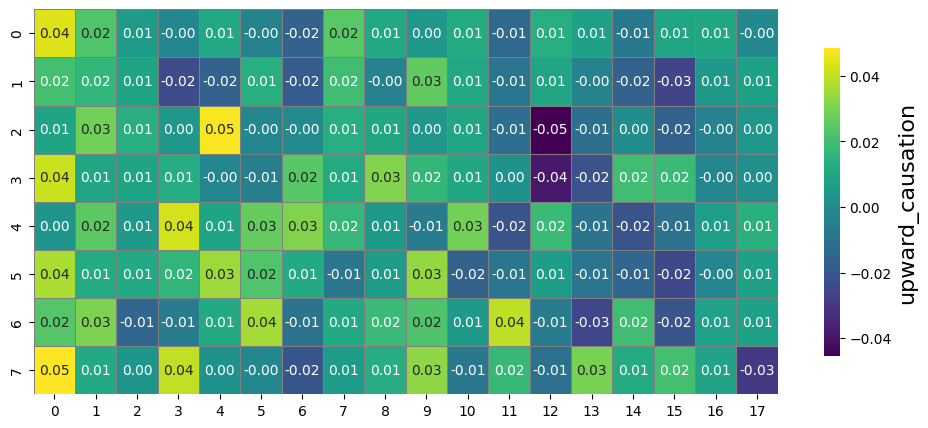 0 0.04 0.02 0.01 -0.00 0.01 -0.00 -0.02 0.02 0.01 0.00 0.01 -0.01 0.01 0.01 -0.01 0.01 0.01 -0.00
1 0.02 0.02 0.01 -0.02 -0.02 0.01 -0.02 0.02 -0.00 0.03 0.01 -0.01 0.01 -0.00 -0.02 -0.03 0.01 0.01
2 0.01 0.03 0.01 0.00 0.05 -0.00 -0.00 0.01 0.01 0.00 0.01 -0.01 -0.05 -0.01 0.00 -0.02 -0.00 0.00
3 0.04 0.01 0.01 0.01 -0.00 -0.01 0.02 0.01 0.03 0.02 0.01 0.00 -0.04 -0.02 0.02 0.02 -0.00 0.00
4 0.00 0.02 0.01 0.04 0.01 0.03 0.03 0.02 0.01 -0.01 0.03 -0.02 0.02 -0.01 -0.02 -0.01 0.01 0.01
5 0.04 0.01 0.01 0.02 0.03 0.02 0.01 -0.01 0.01 0.03 -0.02 -0.01 0.01 -0.01 -0.01 -0.02 -0.00 0.01
6 0.02 0.03 -0.01 -0.01 0.01 0.04 -0.01 0.01 0.02 0.02 0.01 0.04 -0.01 -0.03 0.02 -0.02 0.01 0.01
7 0.05 0.01 0.00 0.04 0.00 -0.00 -0.02 0.01 0.01 0.03 -0.01 0.02 -0.01 0.03 0.01 0.02 0.01 -0.03
0 1 2 3 4 5 6 7 8 9 10 11 12 13 14 15 16 17
0.04
0.02
0.00
−0.02
−0.04
upward_causation